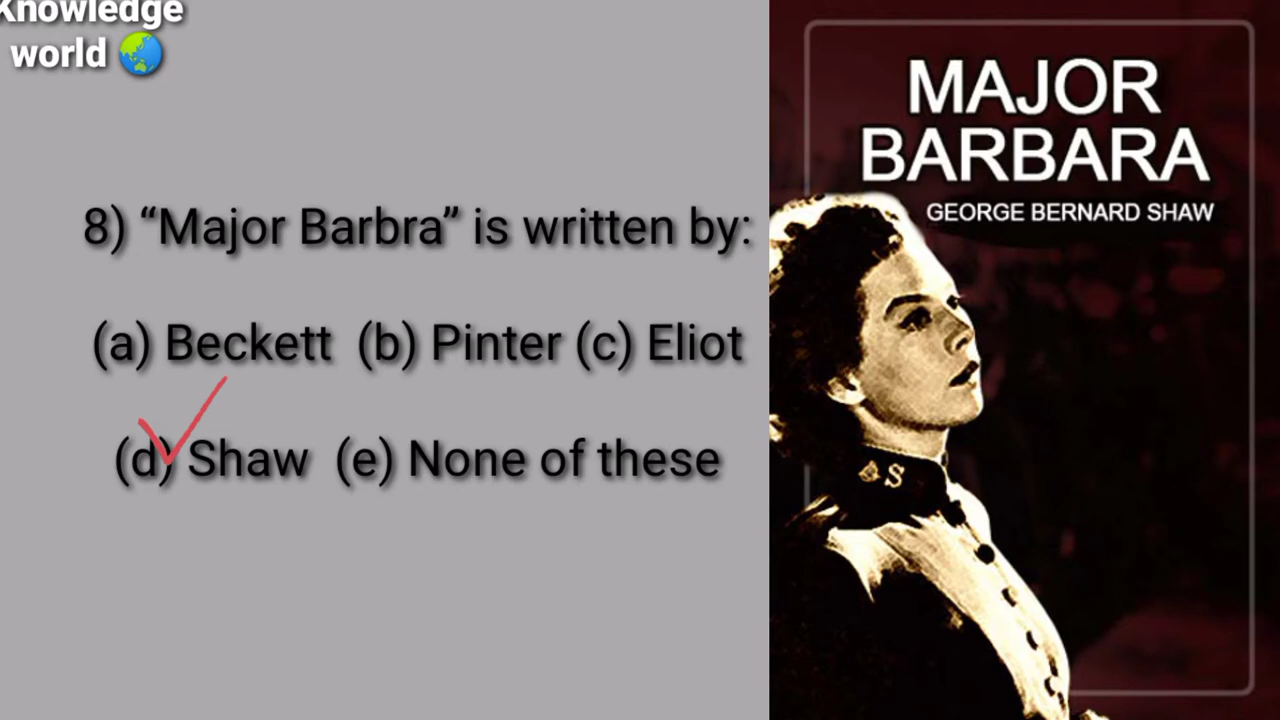 Knowledge
world
8) “Major Barbra” is written by:
(a) Beckett (b) Pinter (c) Eliot
(d) Shaw (e) None of these
MAJOR
BARBARA
GEORGE BERNARD SHAW
S